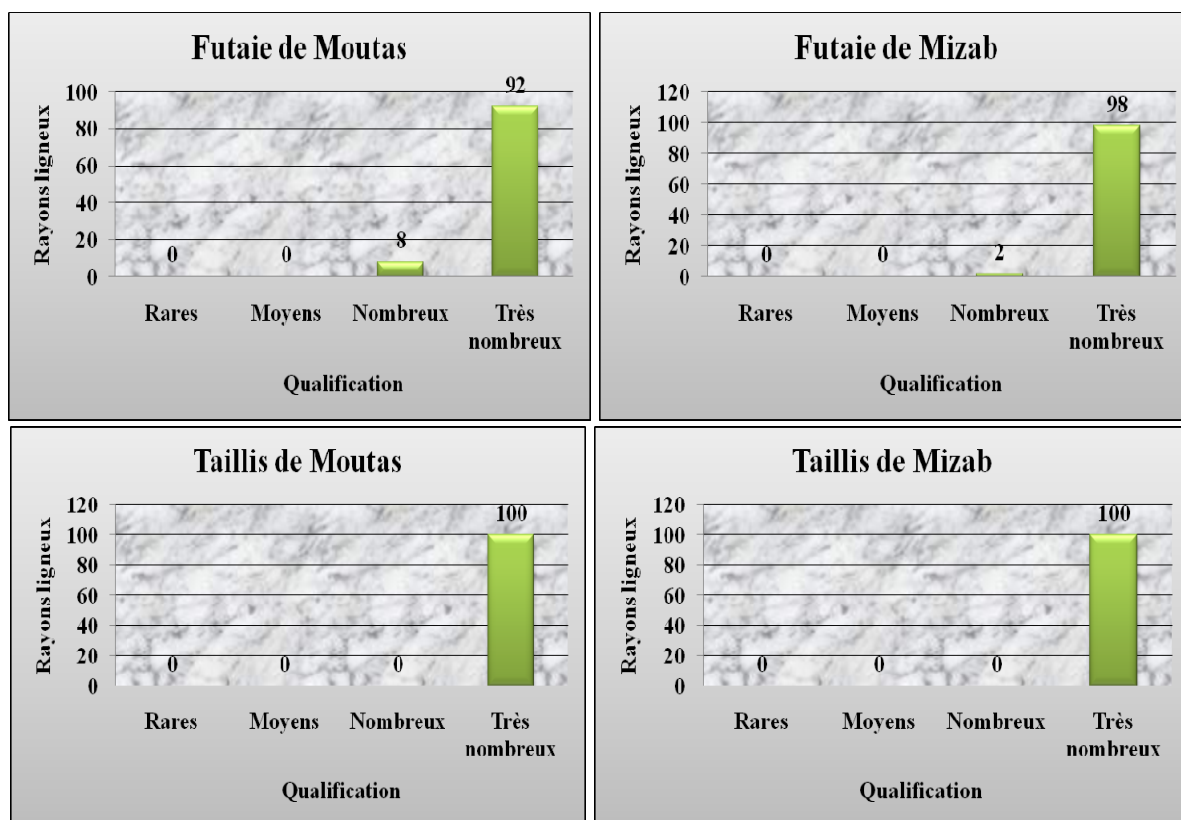 Futaie de Moutas
Rayons ligneux
100
80
60
40
20
0
0
0
8
92
Rares
Moyens
Nombreux
Très
nombreux
Qualification
Futaie de Mizab
Rayons ligneux
120
100
80
60
40
20
0
0
0
2
98
Rares
Moyens
Nombreux
Très
nombreux
Qualification
Taillis de Moutas
Rayons ligneux
120
100
80
60
40
20
0
0
0
0
100
Rares
Moyens
Nombreux
Très
nombreux
Qualification
Taillis de Mizab
Rayons ligneux
120
100
80
60
40
20
0
0
0
0
100
Rares
Moyens
Nombreux
Très
nombreux
Qualification